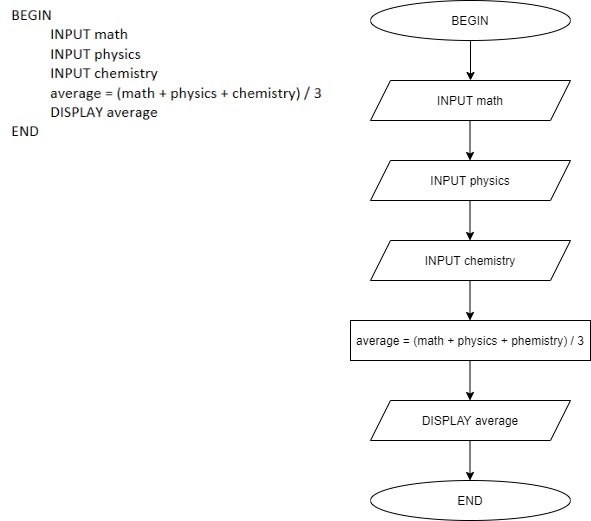 BEGIN
INPUT math
INPUT physics
INPUT chemistry
average = (math + physics + chemistry) / 3
DISPLAY average
END
BEGIN
INPUT math
INPUT physics
INPUT chemistry
average = (math + physics + phemistry) / 3
DISPLAY average
END